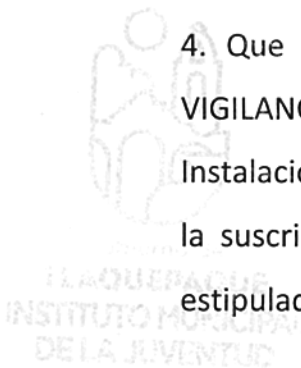 4. Que
VIGILANC
Instalacio
la suscri
estipulad
TLAQUEPAQUE
INSTITUTO MUNICIPAL
DE LA JUVENTUD